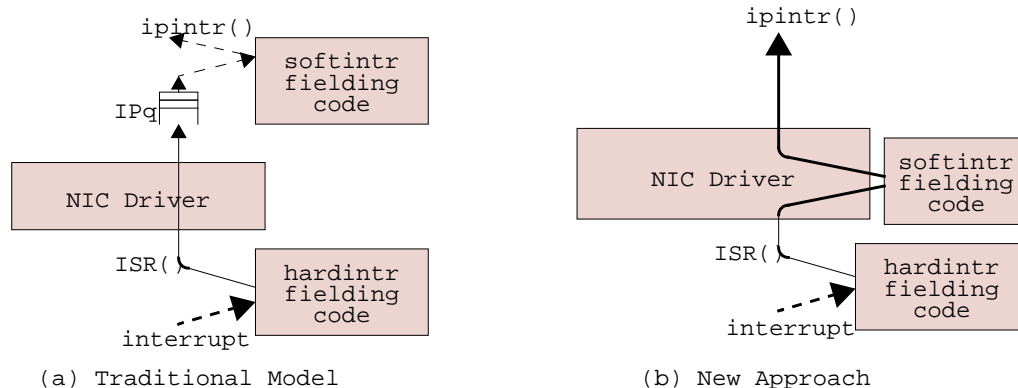 ipintr()
softintr
fielding
code
IPq
NIC Driver
ISR()
hardintr
fielding
code
interrupt
(a) Traditional Model
ipintr()
NIC Driver
softintr
fielding
code
ISR()
hardintr
fielding
code
interrupt
(b) New Approach